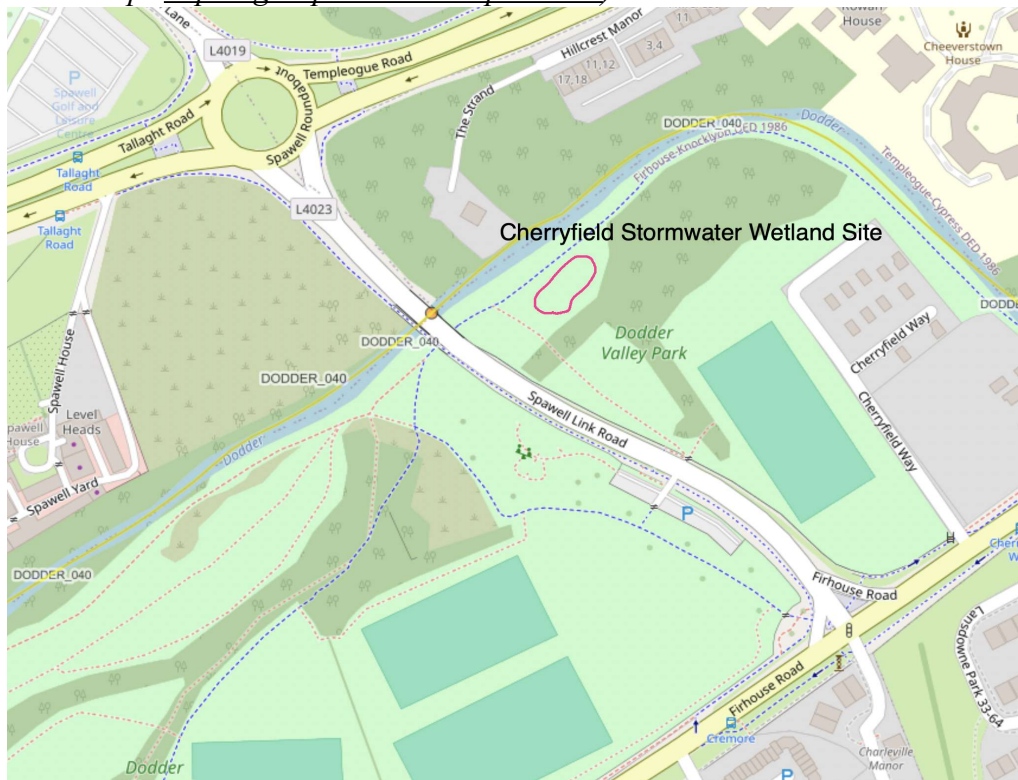 Lane
L4019
Templeogue Road
Hillcrest Manor
11
3,4
11,12
17,18
House
Cheeverstown
House
P
Spawell
Golf and
Leisure
Centre
Tallaght Road
Spawell Roundabout
The Strand
DODDER_040
Dodder
Firhouse-Knocklyon DED 1986
Templeogue-Cypress DED 1986
Tallaght
Road
Tallaght
Road
L4023
Cherryfield Stormwater Wetland Site
DODDER_040
DODDER_040
Dodder
Valley Park
Cherryfield Way
Cherryfield Way
Spawell House
Level
Heads
House
Spawell Yard
Dodder
Spawell Link Road
P
DODDER_040
Firhouse Road
Firhouse Road
Cremore
Lansdowne Park 33-64
Charleville
Manor
Dodder
P